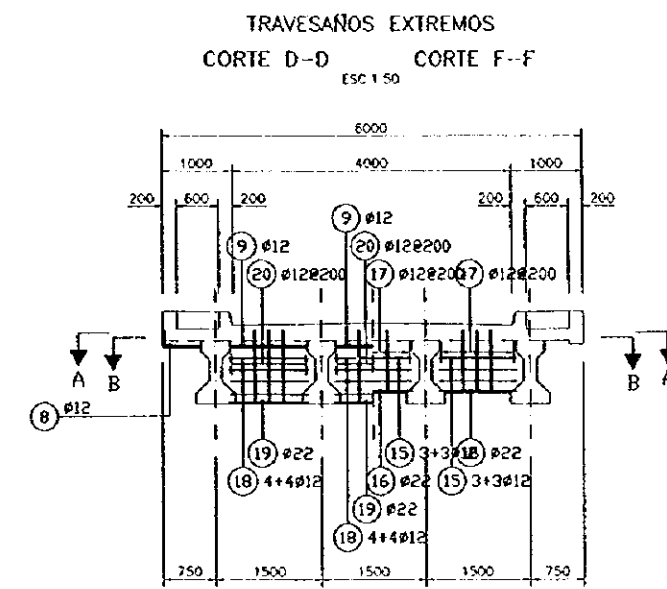 TRAVESAÑOS EXTREMOS
CORTE D-D CORTE F-F
ESC 1:50
6000
1000 4000 1000
200 600 200 200 600 200
9 ø12
9 ø12 20 ø12@200
20 ø12@200 17 ø12@200 17 ø12@200
A B B A
8 ø12
19 ø22 15 3+3ø12 16 ø22
18 4+4ø12 16 ø22 15 3+3ø12
19 ø22
18 4+4ø12
750 1500 1500 1500 750